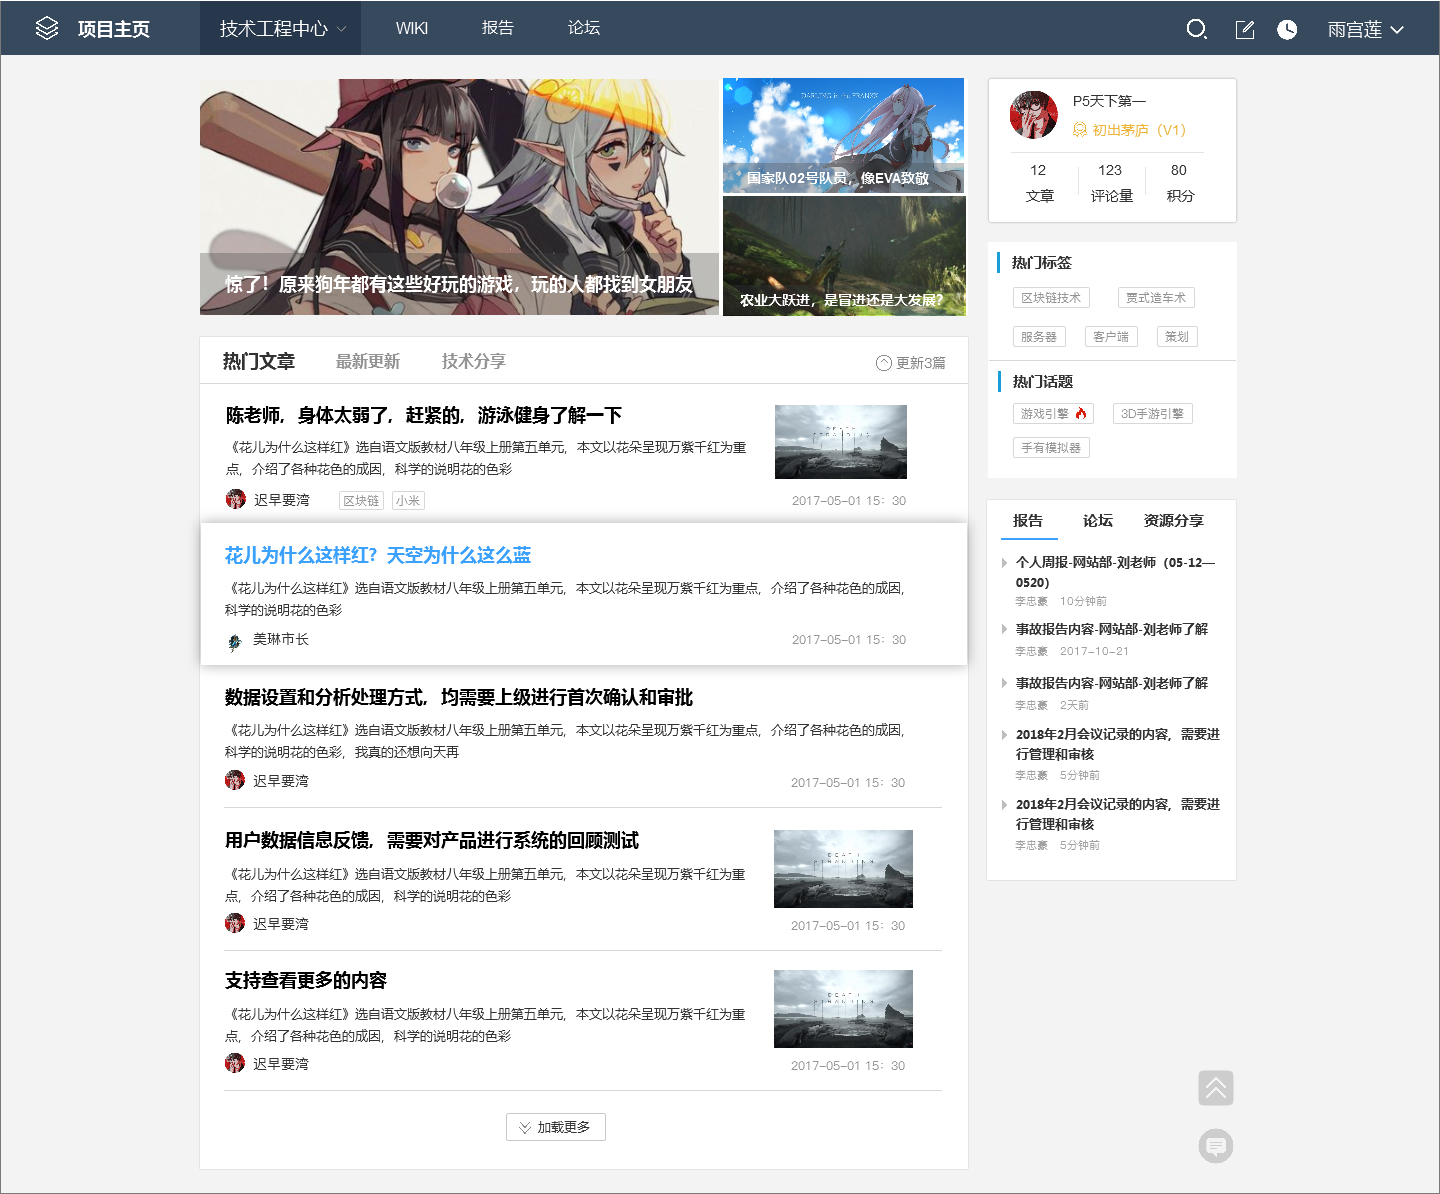 项目主页
技术工程中心
WIKI
报告
论坛
雨宫莲
惊了！原来狗年都有这些好玩的游戏，玩的人都找到女朋友
DARLING in the FRANXX
国家队02号队员，像EVA致敬
农业大跃进，是冒进还是大发展？
P5天下第一
初出茅庐（V1）
12
123
80
文章
评论量
积分
热门标签
区块链技术
贾式造车术
服务器
客户端
策划
热门话题
游戏引擎
3D手游引擎
手有模拟器
热门文章
最新更新
技术分享
更新3篇
陈老师，身体太弱了，赶紧的，游泳健身了解一下
《花儿为什么这样红》选自语文版教材八年级上册第五单元，本文以花朵呈现万紫千红为重
点，介绍了各种花色的成因，科学的说明花的色彩
迟早要湾
区块链
小米
2017-05-01 15：30
DEATH
STRANDING
花儿为什么这样红？天空为什么这么蓝
《花儿为什么这样红》选自语文版教材八年级上册第五单元，本文以花朵呈现万紫千红为重点，介绍了各种花色的成因，
科学的说明花的色彩
美琳市长
2017-05-01 15：30
数据设置和分析处理方式，均需要上级进行首次确认和审批
《花儿为什么这样红》选自语文版教材八年级上册第五单元，本文以花朵呈现万紫千红为重点，介绍了各种花色的成因，
科学的说明花的色彩，我真的还想向天再
迟早要湾
2017-05-01 15：30
用户数据信息反馈，需要对产品进行系统的回顾测试
《花儿为什么这样红》选自语文版教材八年级上册第五单元，本文以花朵呈现万紫千红为重
点，介绍了各种花色的成因，科学的说明花的色彩
迟早要湾
DEATH
STRANDING
2017-05-01 15：30
支持查看更多的内容
《花儿为什么这样红》选自语文版教材八年级上册第五单元，本文以花朵呈现万紫千红为重
点，介绍了各种花色的成因，科学的说明花的色彩
迟早要湾
DEATH
STRANDING
2017-05-01 15：30
加载更多
报告
论坛
资源分享
个人周报-网站部-刘老师（05-12—
0520）
李忠豪 10分钟前
事故报告内容-网站部-刘老师了解
李忠豪 2017-10-21
事故报告内容-网站部-刘老师了解
李忠豪 2天前
2018年2月会议记录的内容，需要进
行管理和审核
李忠豪 5分钟前
2018年2月会议记录的内容，需要进
行管理和审核
李忠豪 5分钟前